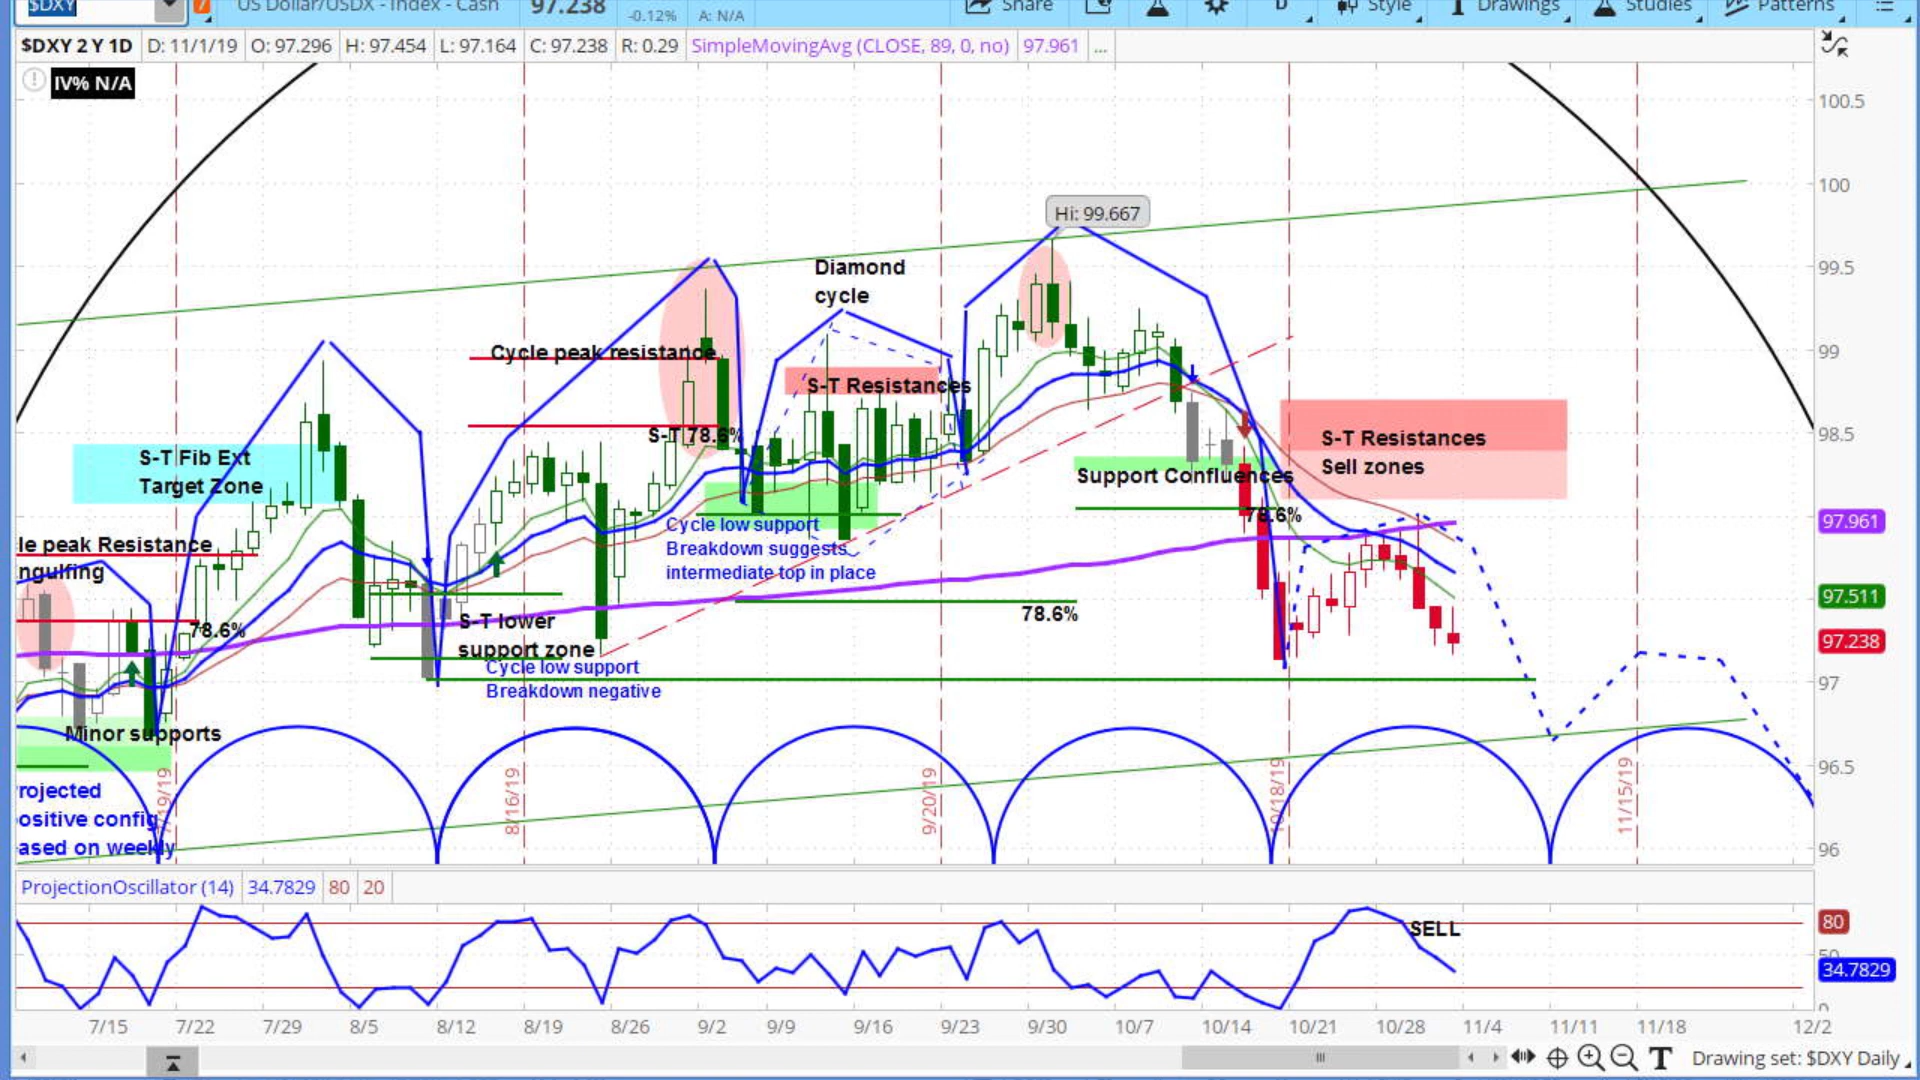 $DXY
US Dollar/USDX - Index - Cash
97.238
-0.12%
A: N/A
Share
D
Style
Drawings
Studies
Patterns
$DXY 2 Y 1D
D: 11/1/19
O: 97.296
H: 97.454
L: 97.164
C: 97.238
R: 0.29
SimpleMovingAvg (CLOSE, 89, 0, no)
97.961
...
IV% N/A
100.5
100
Hi: 99.667
Diamond
cycle
99.5
Cycle peak resistance
99
S-T Resistances
S-T 78.6%
98.5
S-T Resistances
Sell zones
S-T Fib Ext
Target Zone
Support Confluences
78.6%
97.961
Cycle low support
Breakdown suggests
intermediate top in place
le peak Resistance
ngulfing
97.511
78.6%
78.6%
S-T lower
support zone
97.238
Cycle low support
Breakdown negative
97
Minor supports
96.5
rojected
ositive config
ased on weekly
7/19/19
8/16/19
9/20/19
10/18/19
11/15/19
96
ProjectionOscillator (14)
34.7829
80
20
80
SELL
50
34.7829
0
7/15
7/22
7/29
8/5
8/12
8/19
8/26
9/2
9/9
9/16
9/23
9/30
10/7
10/14
10/21
10/28
11/4
11/11
11/18
12/2
T
Drawing set: $DXY Daily